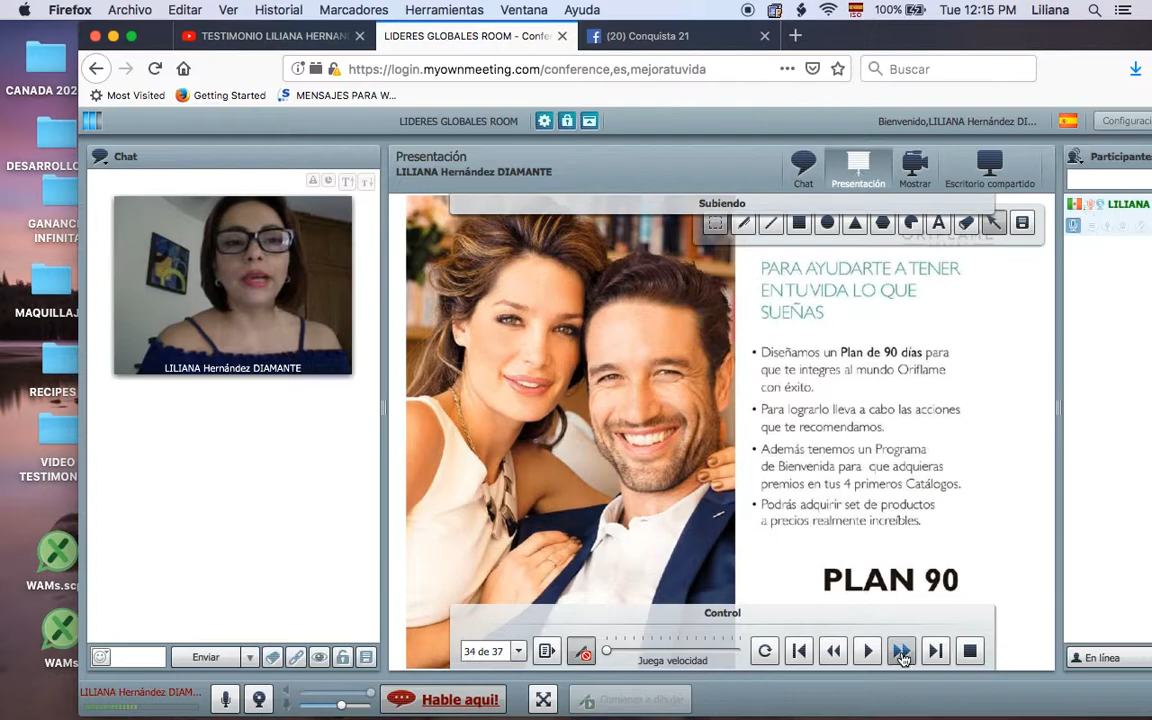 Firefox Archivo Editar Ver Historial Marcadores Herramientas Ventana Ayuda 100% Tue 12:15 PM Liliana
TESTIMONIO LILIANA HERNAN
LIDERES GLOBALES ROOM - Confe
(20) Conquista 21
https://login.myownmeeting.com/conference,es,mejoratuvida
Buscar
Most Visited Getting Started MENSAJES PARA W...
LIDERES GLOBALES ROOM
Bienvenido,LILIANA Hernández DI...
Configuraci
Chat
LILIANA Hernández DIAMANTE
Enviar
Presentación
LILIANA Hernández DIAMANTE
Chat
Presentación
Mostrar
Escritorio compartido
Subiendo
ORIFLAME
PARA AYUDARTE A TENER
EN TU VIDA LO QUE
SUEÑAS
• Diseñamos un Plan de 90 días para
que te integres al mundo Oriflame
con éxito.
• Para lograrlo lleva a cabo las acciones
que te recomendamos.
• Además tenemos un Programa
de Bienvenida para que adquieras
premios en tus 4 primeros Catálogos.
• Podrás adquirir set de productos
a precios realmente increíbles.
PLAN 90
Control
34 de 37
Juega velocidad
Participante
LILIANA
En línea
LILIANA Hernández DIAM...
Hable aqui!
Comience a dibujar
CANADA 202
DESARROLL
GANANC
INFINITA
MAQUILLAJ
RECIPES
VIDEO
TESTIMON
WAMs.sc
WAMs